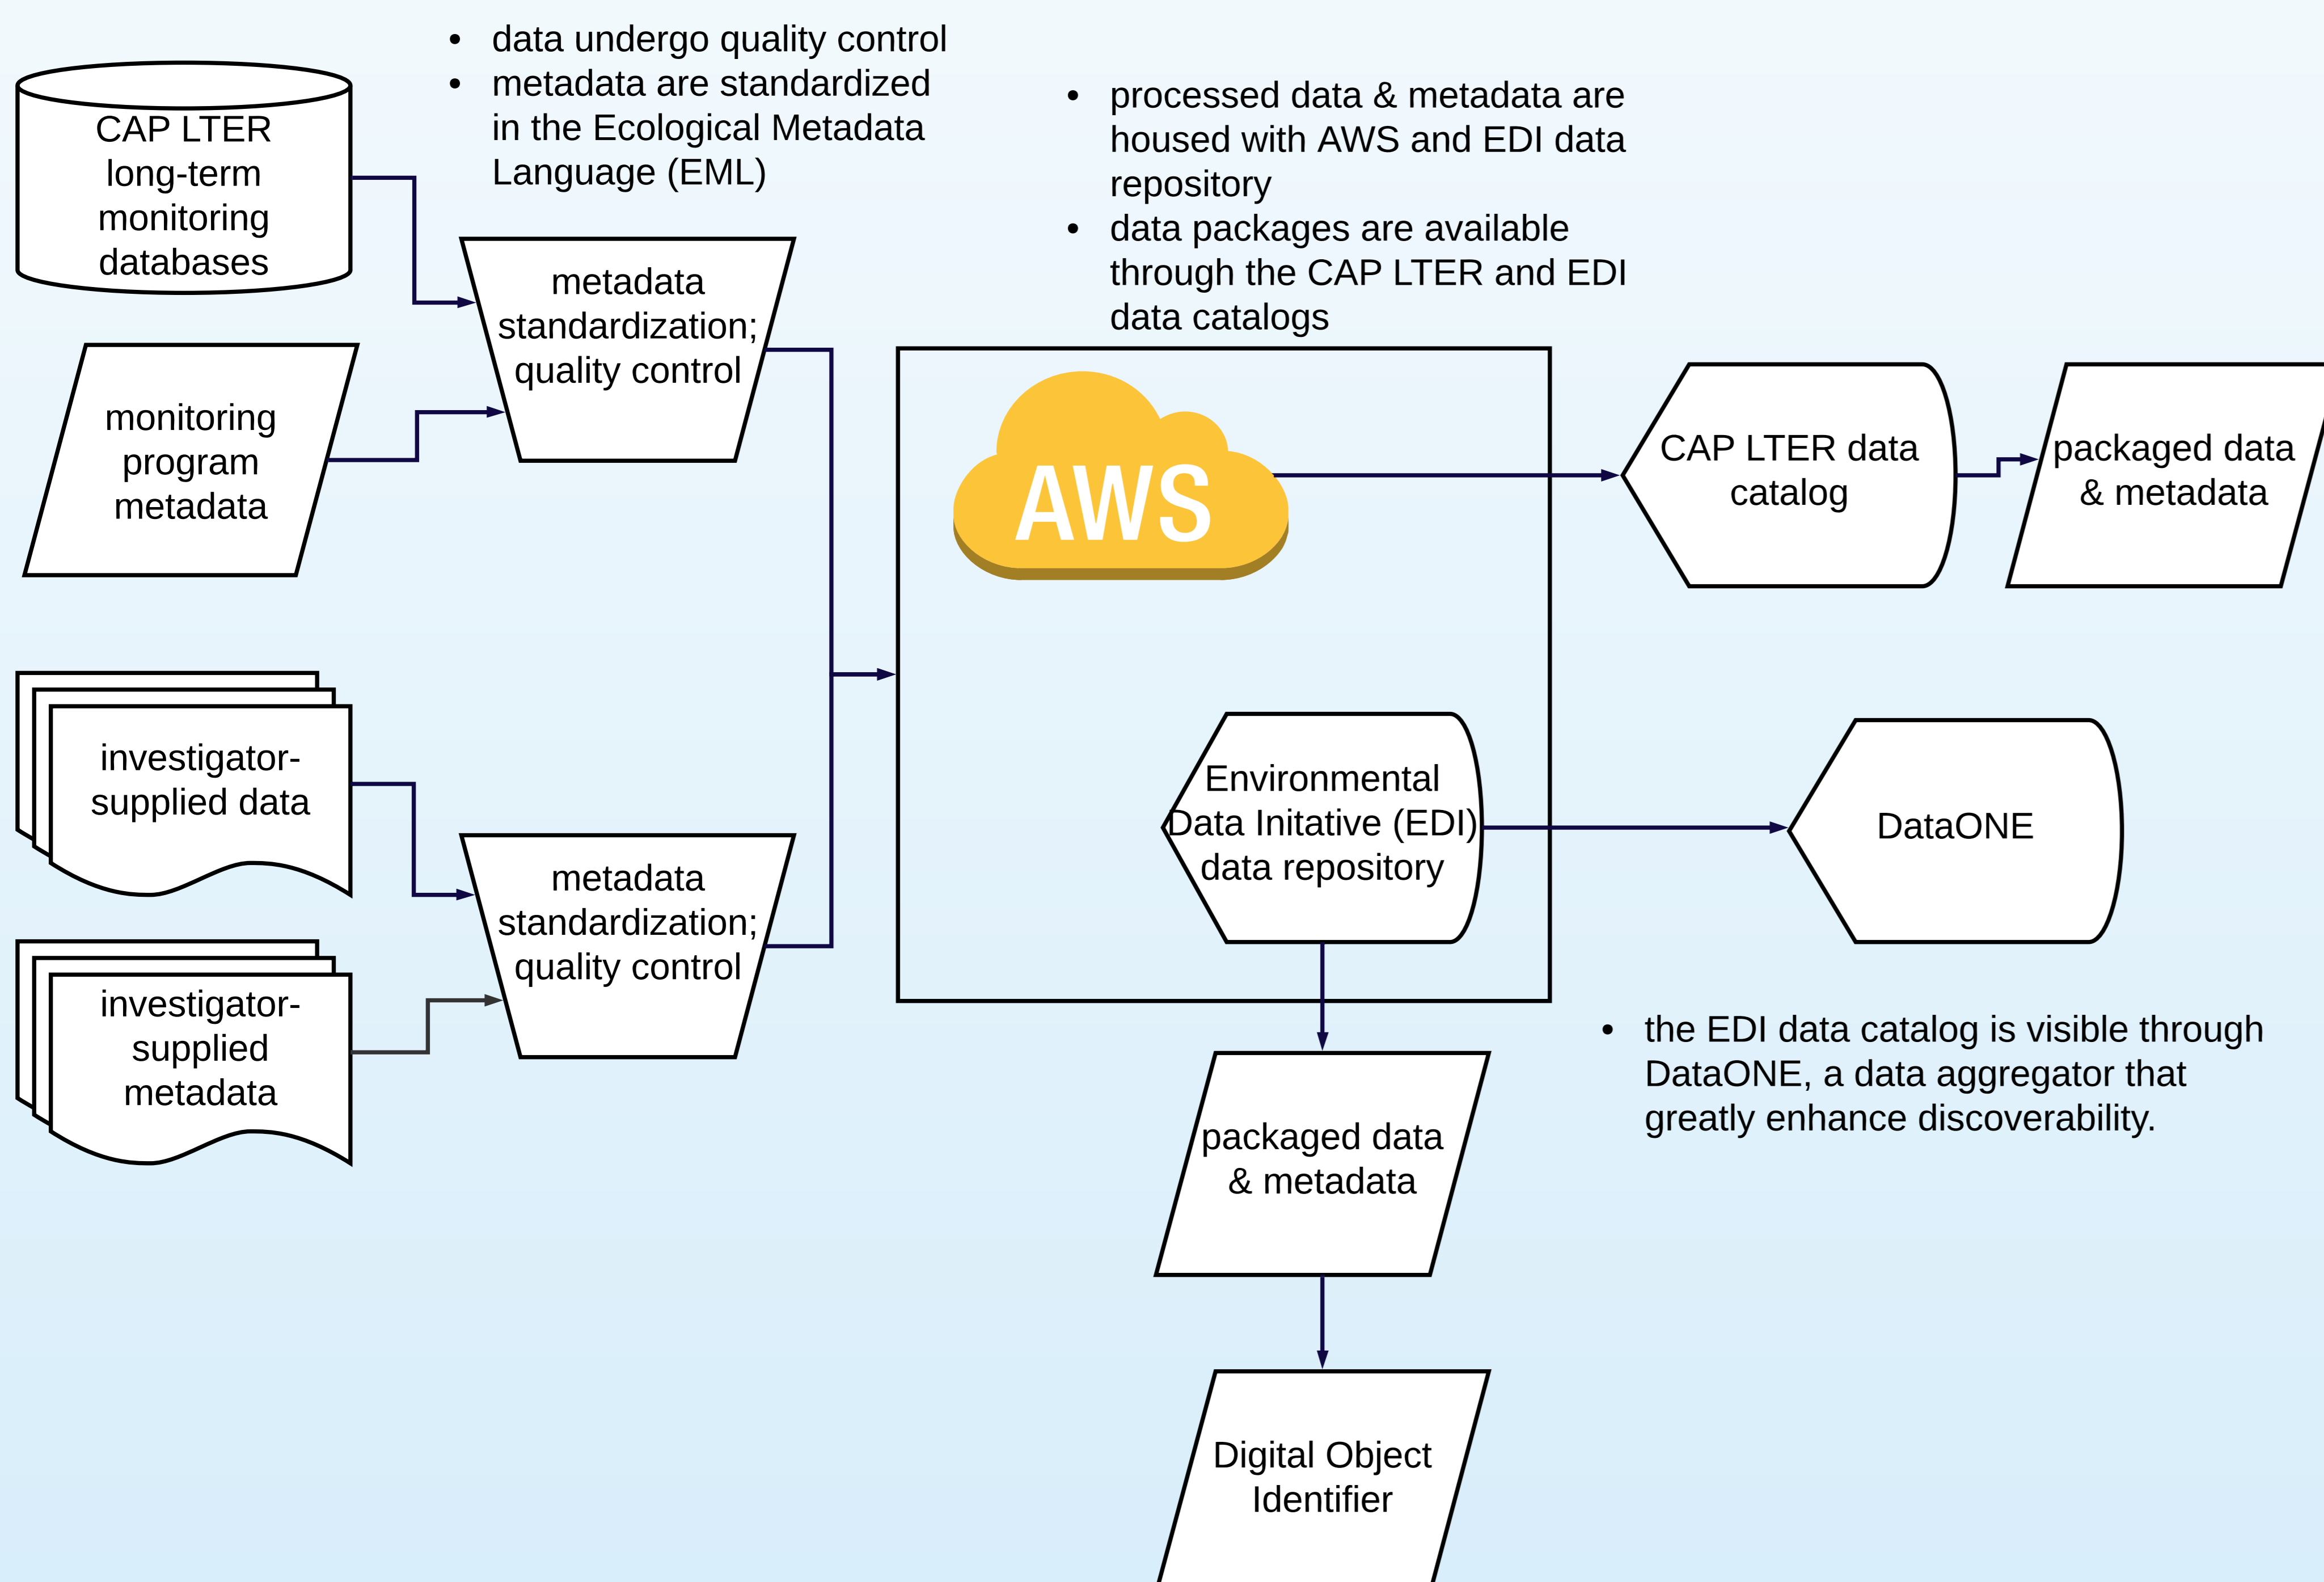 • data undergo quality control
• metadata are standardized
in the Ecological Metadata
Language (EML)
• processed data & metadata are
housed with AWS and EDI data
repository
• data packages are available
through the CAP LTER and EDI
data catalogs
CAP LTER
long-term
monitoring
databases
monitoring
program
metadata
metadata
standardization;
quality control
AWS
CAP LTER data
catalog
packaged data
& metadata
investigator-
supplied data
investigator-
supplied
metadata
metadata
standardization;
quality control
Environmental
Data Initative (EDI)
data repository
DataONE
• the EDI data catalog is visible through
DataONE, a data aggregator that
greatly enhance discoverability.
packaged data
& metadata
Digital Object
Identifier